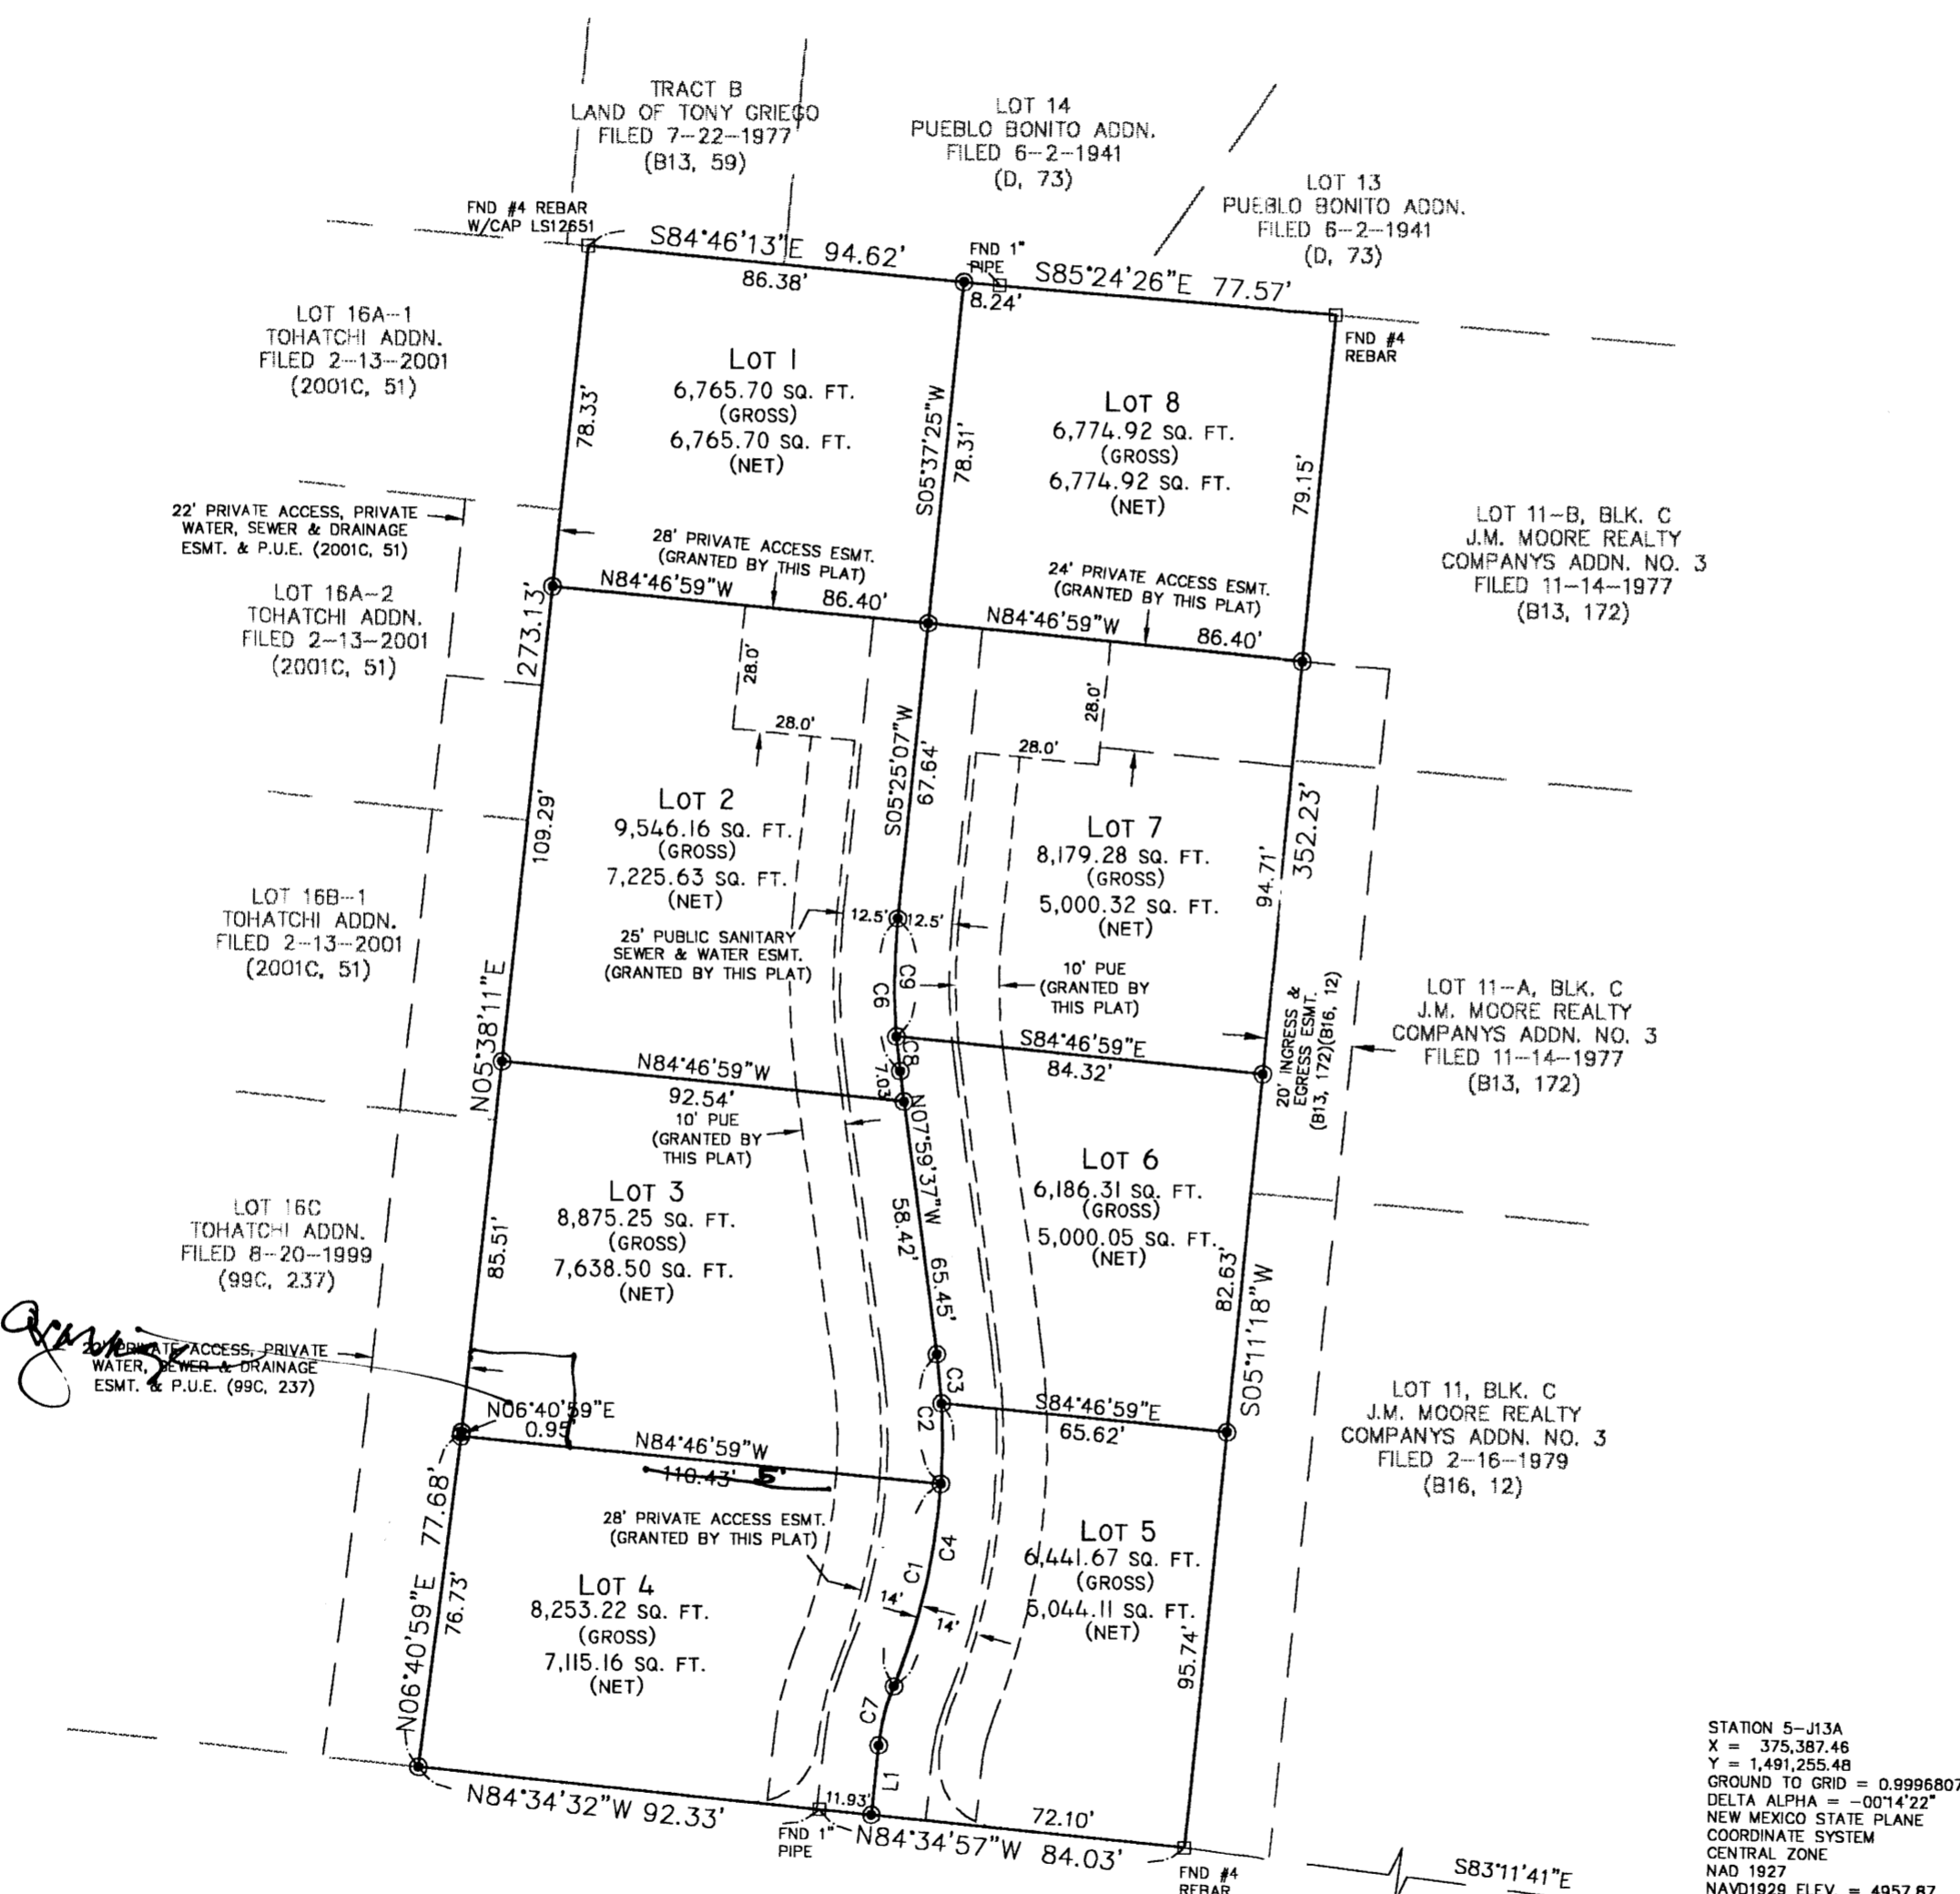 TRACT B
LAND OF TONY GRIEGO
FILED 7-22-1977
(B13, 59)
LOT 14
PUEBLO BONITO ADDN.
FILED 6-2-1941
(D, 73)
LOT 13
PUEBLO BONITO ADDN.
FILED 6-2-1941
(D, 73)
FND #4 REBAR
W/CAP LS12651
S84°46'13"E 94.62'
86.38'
FND 1"
PIPE
8.24'
S85°24'26"E 77.57'
FND #4
REBAR
LOT 16A-1
TOHATCHI ADDN.
FILED 2-13-2001
(2001C, 51)
78.33'
LOT 1
6,765.70 SQ. FT.
(GROSS)
6,765.70 SQ. FT.
(NET)
S05°37'25"W
78.31'
LOT 8
6,774.92 SQ. FT.
(GROSS)
6,774.92 SQ. FT.
(NET)
79.15'
22' PRIVATE ACCESS, PRIVATE
WATER, SEWER & DRAINAGE
ESMT. & P.U.E. (2001C, 51)
28' PRIVATE ACCESS ESMT.
(GRANTED BY THIS PLAT)
N84°46'59"W
86.40'
24' PRIVATE ACCESS ESMT.
(GRANTED BY THIS PLAT)
N84°46'59"W
86.40'
LOT 11-B, BLK. C
J.M. MOORE REALTY
COMPANYS ADDN. NO. 3
FILED 11-14-1977
(B13, 172)
LOT 16A-2
TOHATCHI ADDN.
FILED 2-13-2001
(2001C, 51)
273.13'
28.0'
28.0'
28.0'
28.0'
S05°25'07"W
67.64'
109.29'
LOT 2
9,546.16 SQ. FT.
(GROSS)
7,225.63 SQ. FT.
(NET)
LOT 7
8,179.28 SQ. FT.
(GROSS)
5,000.32 SQ. FT.
(NET)
94.71'
352.23'
LOT 16B-1
TOHATCHI ADDN.
FILED 2-13-2001
(2001C, 51)
12.5'
12.5'
25' PUBLIC SANITARY
SEWER & WATER ESMT.
(GRANTED BY THIS PLAT)
C9
C6
10' PUE
(GRANTED BY
THIS PLAT)
20' INGRESS &
EGRESS ESMT.
(B13, 172)(B16, 12)
LOT 11-A, BLK. C
J.M. MOORE REALTY
COMPANYS ADDN. NO. 3
FILED 11-14-1977
(B13, 172)
N05°38'11"E
N84°46'59"W
92.54'
C8
7.03'
S84°46'59"E
84.32'
10' PUE
(GRANTED BY
THIS PLAT)
N07°59'37"W
58.42'
65.45'
LOT 6
6,186.31 SQ. FT.
(GROSS)
5,000.05 SQ. FT.
(NET)
LOT 16C
TOHATCHI ADDN.
FILED 8-20-1999
(99C, 237)
85.51'
LOT 3
8,875.25 SQ. FT.
(GROSS)
7,638.50 SQ. FT.
(NET)
82.63'
S05°11'18"W
22' PRIVATE ACCESS, PRIVATE
WATER, SEWER & DRAINAGE
ESMT. & P.U.E. (99C, 237)
N06°40'59"E
0.95'
N84°46'59"W
110.43' 5'
C3
C2
S84°46'59"E
65.62'
LOT 11, BLK. C
J.M. MOORE REALTY
COMPANYS ADDN. NO. 3
FILED 2-16-1979
(B16, 12)
28' PRIVATE ACCESS ESMT.
(GRANTED BY THIS PLAT)
77.68'
N06°40'59"E
76.73'
LOT 4
8,253.22 SQ. FT.
(GROSS)
7,115.16 SQ. FT.
(NET)
C1
C4
14'
14'
LOT 5
6,441.67 SQ. FT.
(GROSS)
5,044.11 SQ. FT.
(NET)
95.74'
C7
L1
N84°34'32"W 92.33'
11.93'
FND 1"
PIPE
N84°34'57"W 84.03'
72.10'
FND #4
REBAR
S83°11'41"E
STATION 5-J13A
X = 375,387.46
Y = 1,491,255.48
GROUND TO GRID = 0.9996807
DELTA ALPHA = -00°14'22"
NEW MEXICO STATE PLANE
COORDINATE SYSTEM
CENTRAL ZONE
NAD 1927
NAVD1929 ELEV. = 4957.87